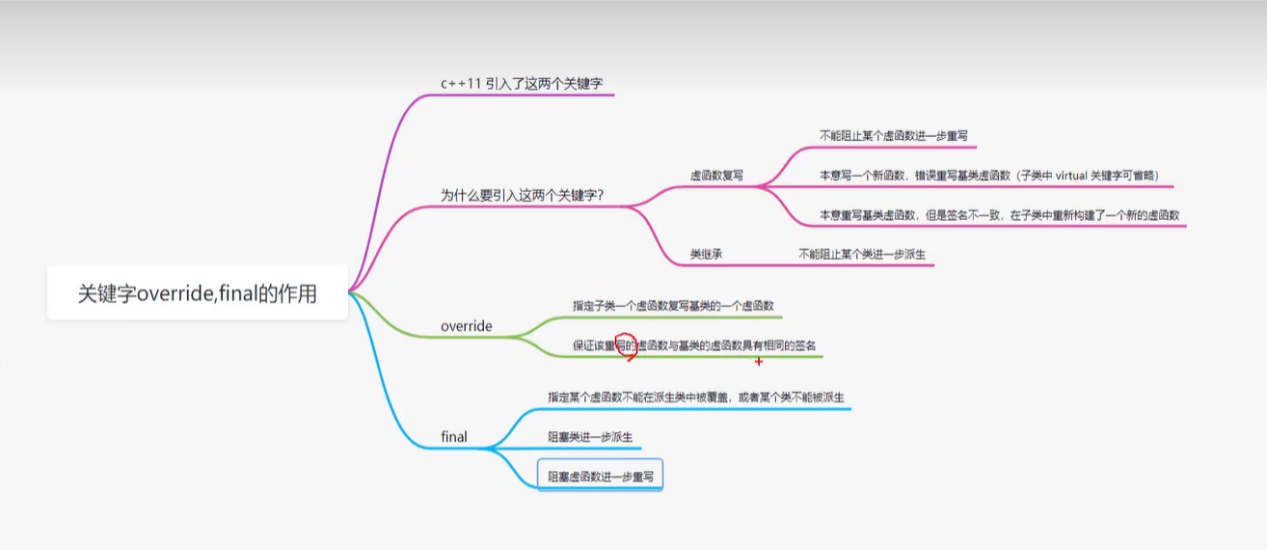 关键字override,final的作用
c++11 引入了这两个关键字
为什么要引入这两个关键字?
虚函数复写
不能阻止某个虚函数进一步重写
本意写一个新函数，错误重写基类虚函数（子类中 virtual 关键字可省略）
本意重写基类虚函数，但是签名不一致，在子类中重新构建了一个新的虚函数
类继承
不能阻止某个类进一步派生
override
指定子类一个虚函数复写基类的一个虚函数
保证该重写的虚函数与基类的虚函数具有相同的签名
final
指定某个虚函数不能在派生类中被覆盖，或者某个类不能被派生
阻塞类进一步派生
阻塞虚函数进一步重写